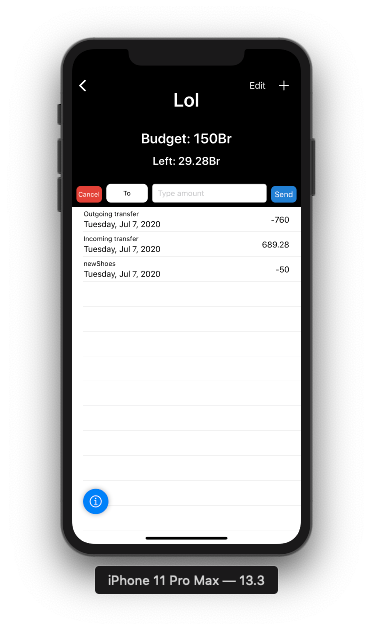 Edit +
Lol
Budget: 150Br
Left: 29.28Br
Cancel To Type amount Send
Outgoing transfer
Tuesday, Jul 7, 2020 -760
Incoming transfer
Tuesday, Jul 7, 2020 689.28
newShoes
Tuesday, Jul 7, 2020 -50
iPhone 11 Pro Max — 13.3